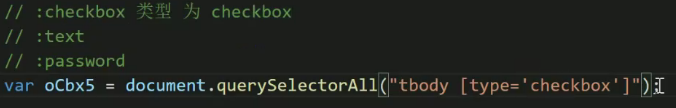 // :checkbox 类型 为 checkbox
// :text
// :password
var oCbx5 = document.querySelectorAll("tbody [type='checkbox']");